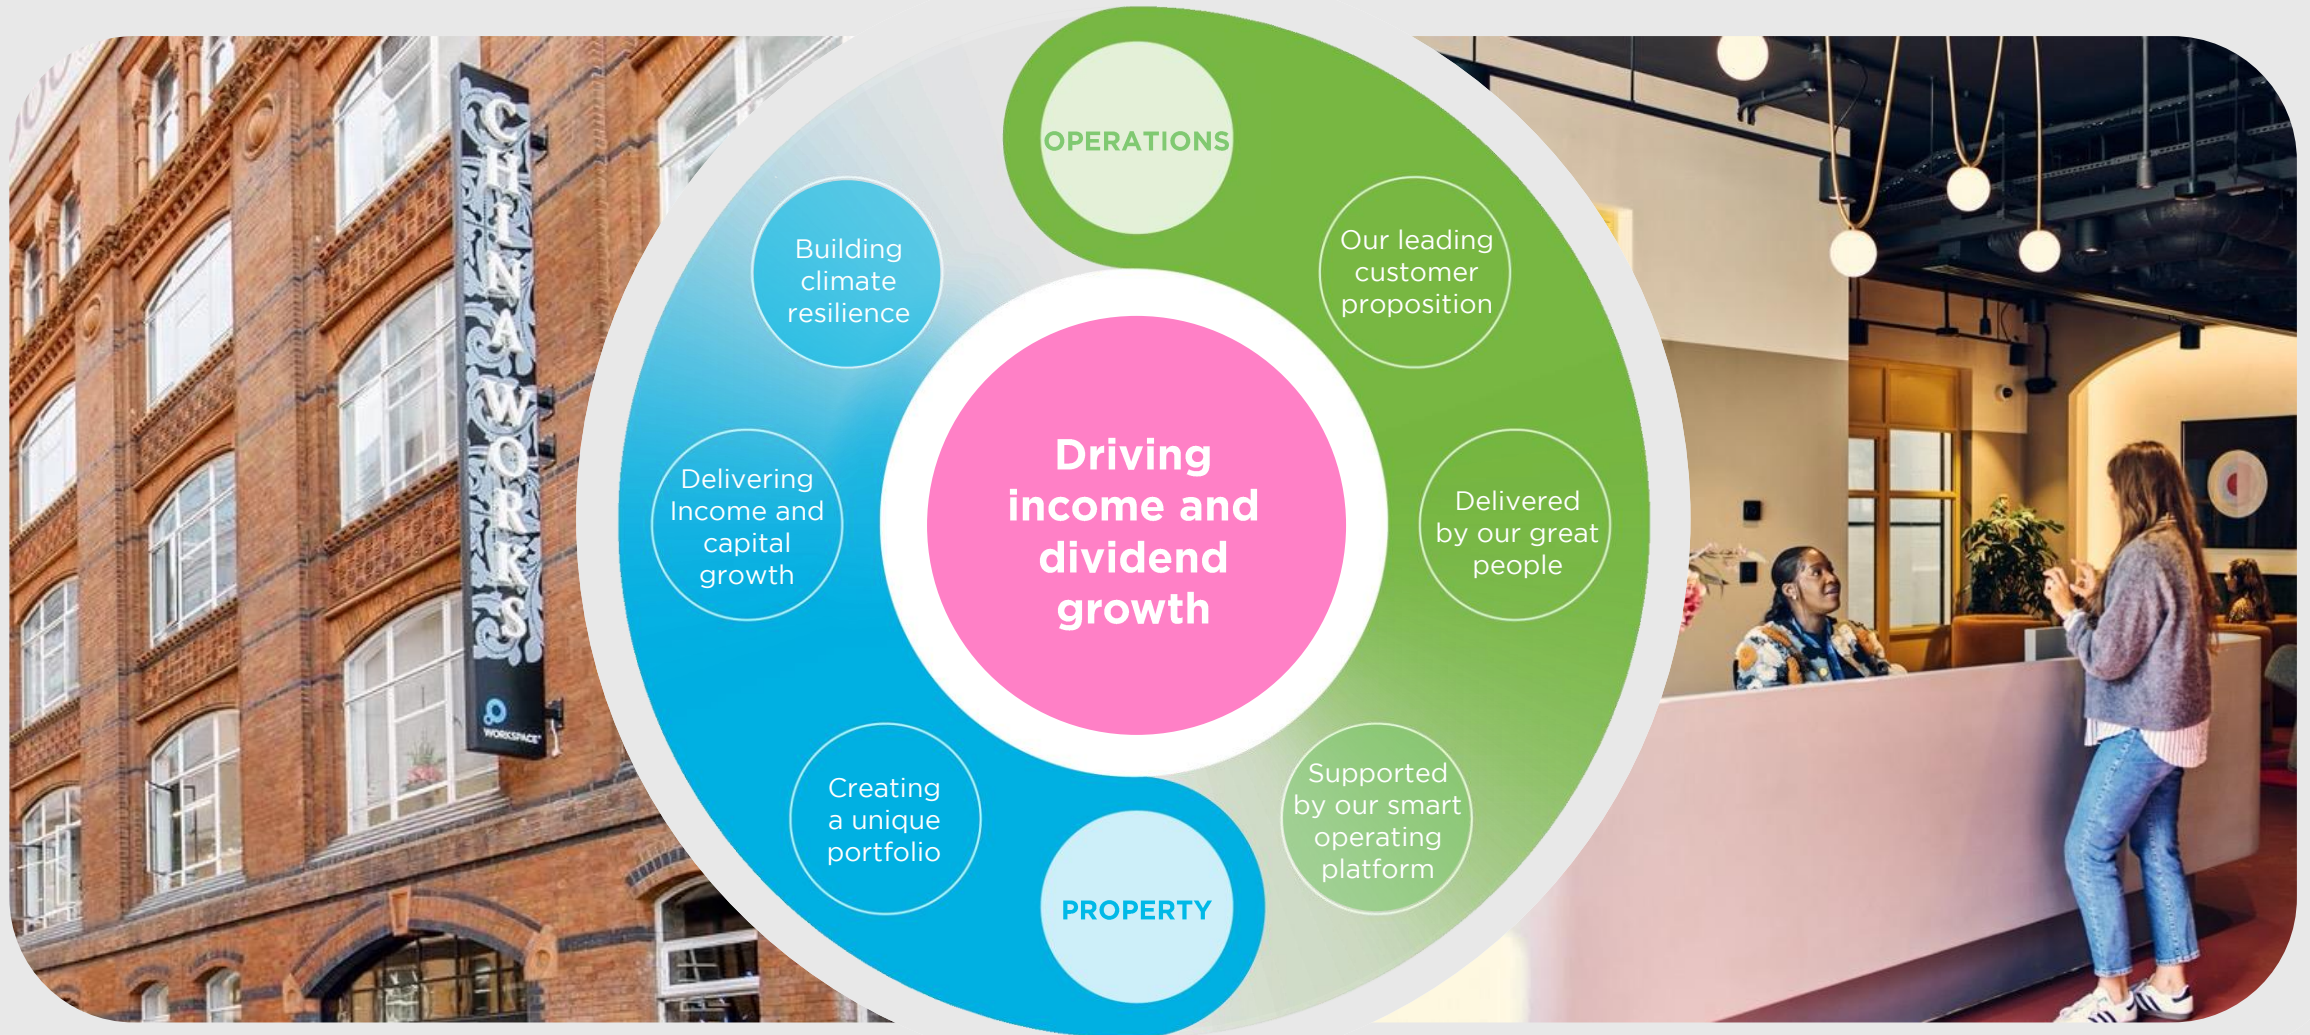 CHINA WORKS
WORKSPACE
OPERATIONS
Our leading
customer
proposition
Delivered
by our great
people
Supported
by our smart
operating
platform
PROPERTY
Creating
a unique
portfolio
Delivering
Income and
capital
growth
Building
climate
resilience
Driving
income and
dividend
growth